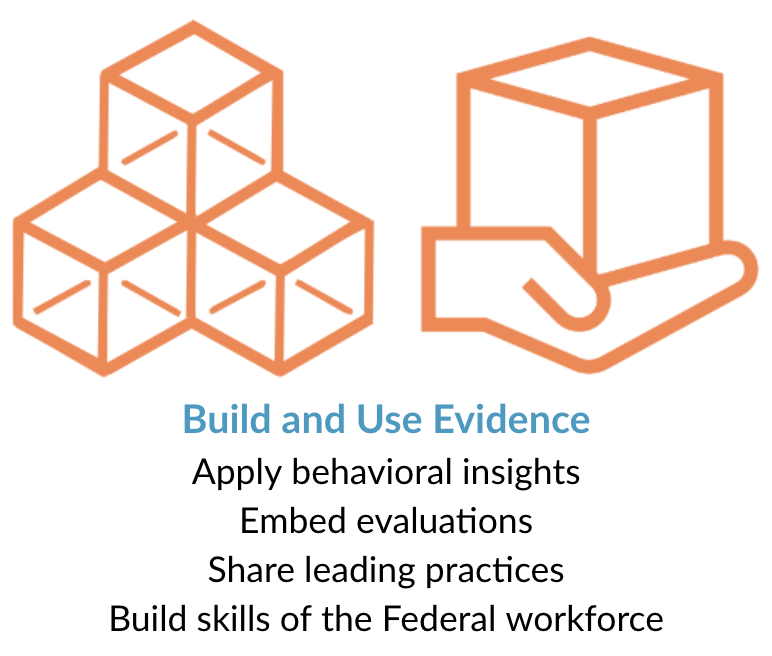 Build and Use Evidence
Apply behavioral insights
Embed evaluations
Share leading practices
Build skills of the Federal workforce